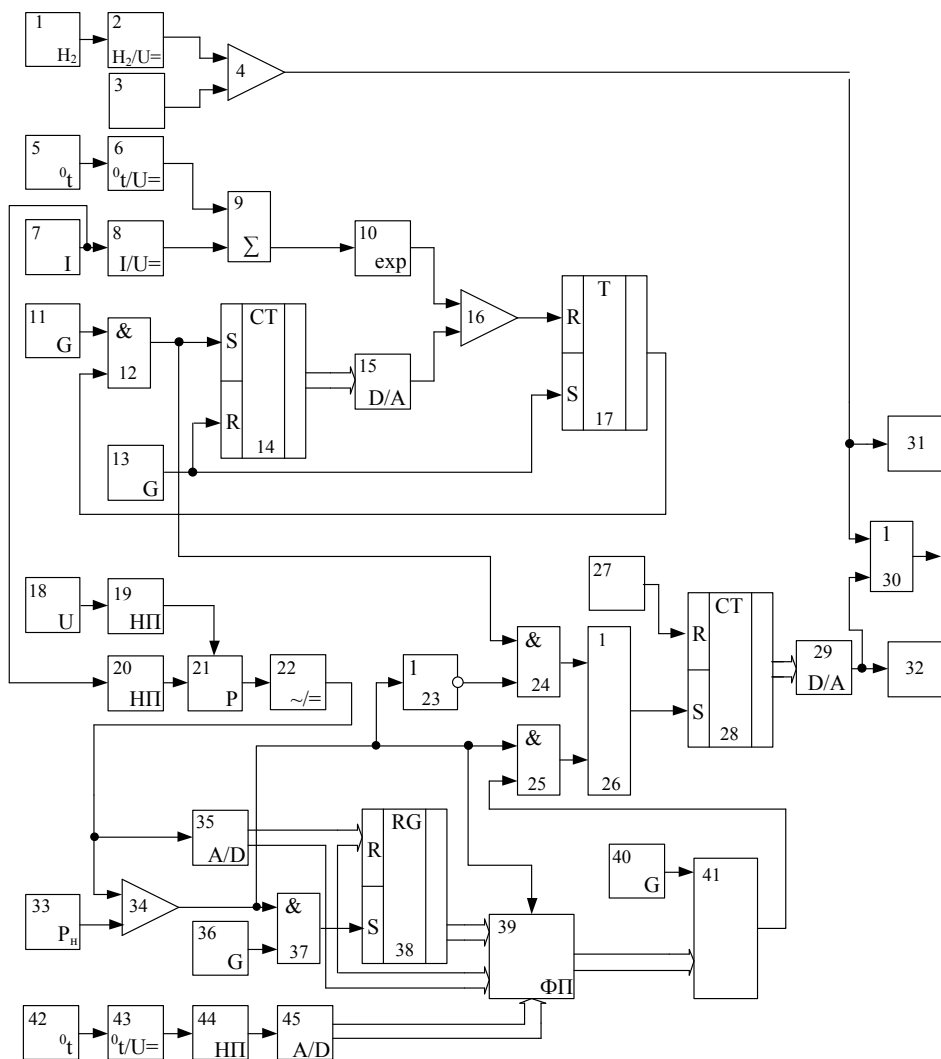 1
H₂
2
H₂/U=
3
4
5
⁰t
6
⁰t/U=
7
I
8
I/U=
9
∑
10
exp
11
G
&
12
13
G
S
CT
R
14
15
D/A
16
R
T
S
17
18
U
19
НП
20
НП
21
P
22
~/=
1
23
&
24
&
25
1
26
27
R
CT
S
28
29
D/A
1
30
31
32
33
Pн
34
35
A/D
36
G
&
37
R
RG
S
38
39
ФП
40
G
41
42
⁰t
43
⁰t/U=
44
НП
45
A/D